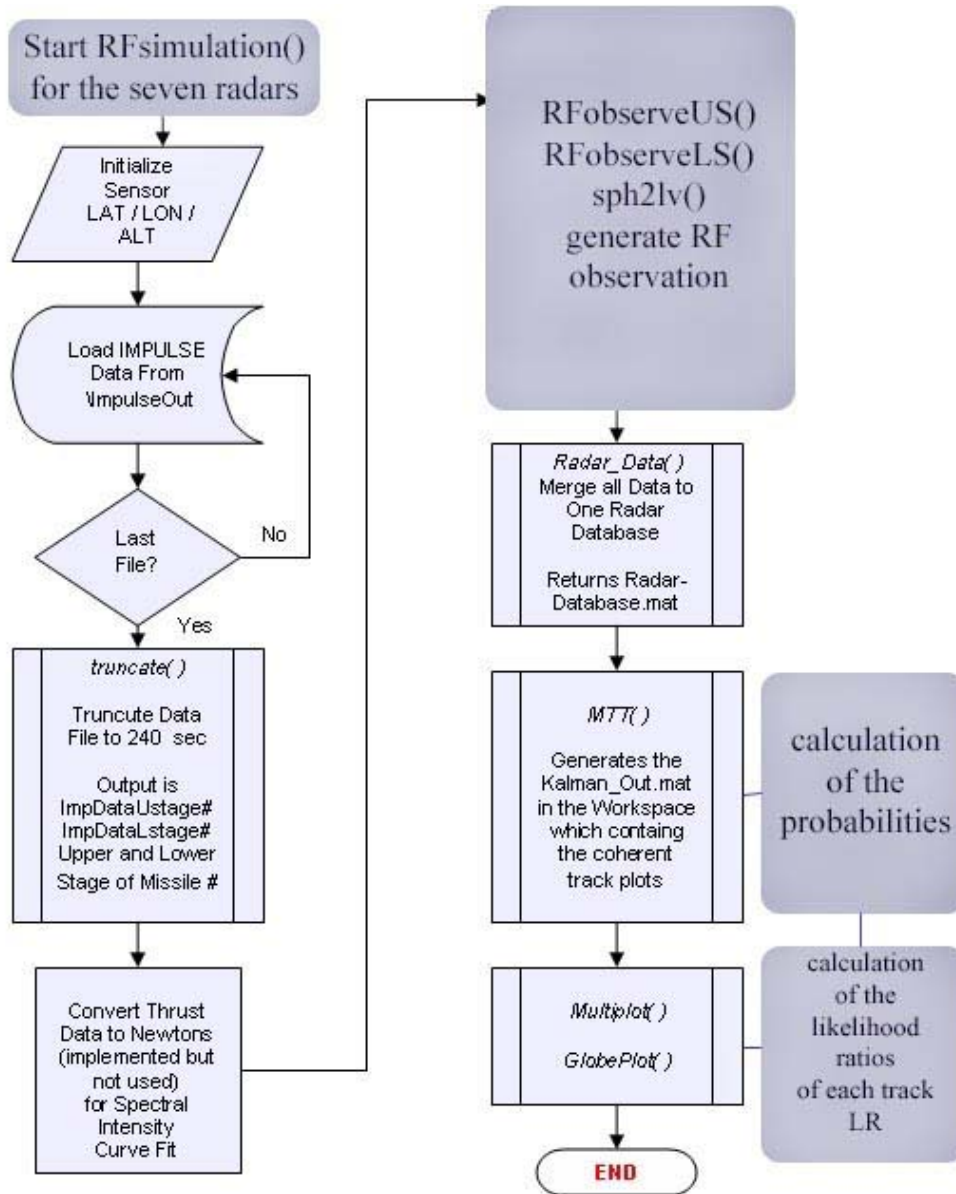 Start RFsimulation()
for the seven radars
Initialize
Sensor
LAT / LON /
ALT
Load IMPULSE
Data From
\ImpulseOut
Last
File?
No
Yes
truncate( )
Truncute Data
File to 240 sec
Output is
ImpDataUstage#
ImpDataLstage#
Upper and Lower
Stage of Missile #
Convert Thrust
Data to Newtons
(implemented but
not used)
for Spectral
Intensity
Curve Fit
RFobserveUS()
RFobserveLS()
sph2lv()
generate RF
observation
Radar_Data( )
Merge all Data to
One Radar
Database
Returns Radar-
Database.mat
MTT( )
Generates the
Kalman_Out.mat
in the Workspace
which containg
the coherent
track plots
calculation
of the
probabilities
Multiplot( )
GlobePlot( )
calculation
of the
likelihood
ratios
of each track
LR
END